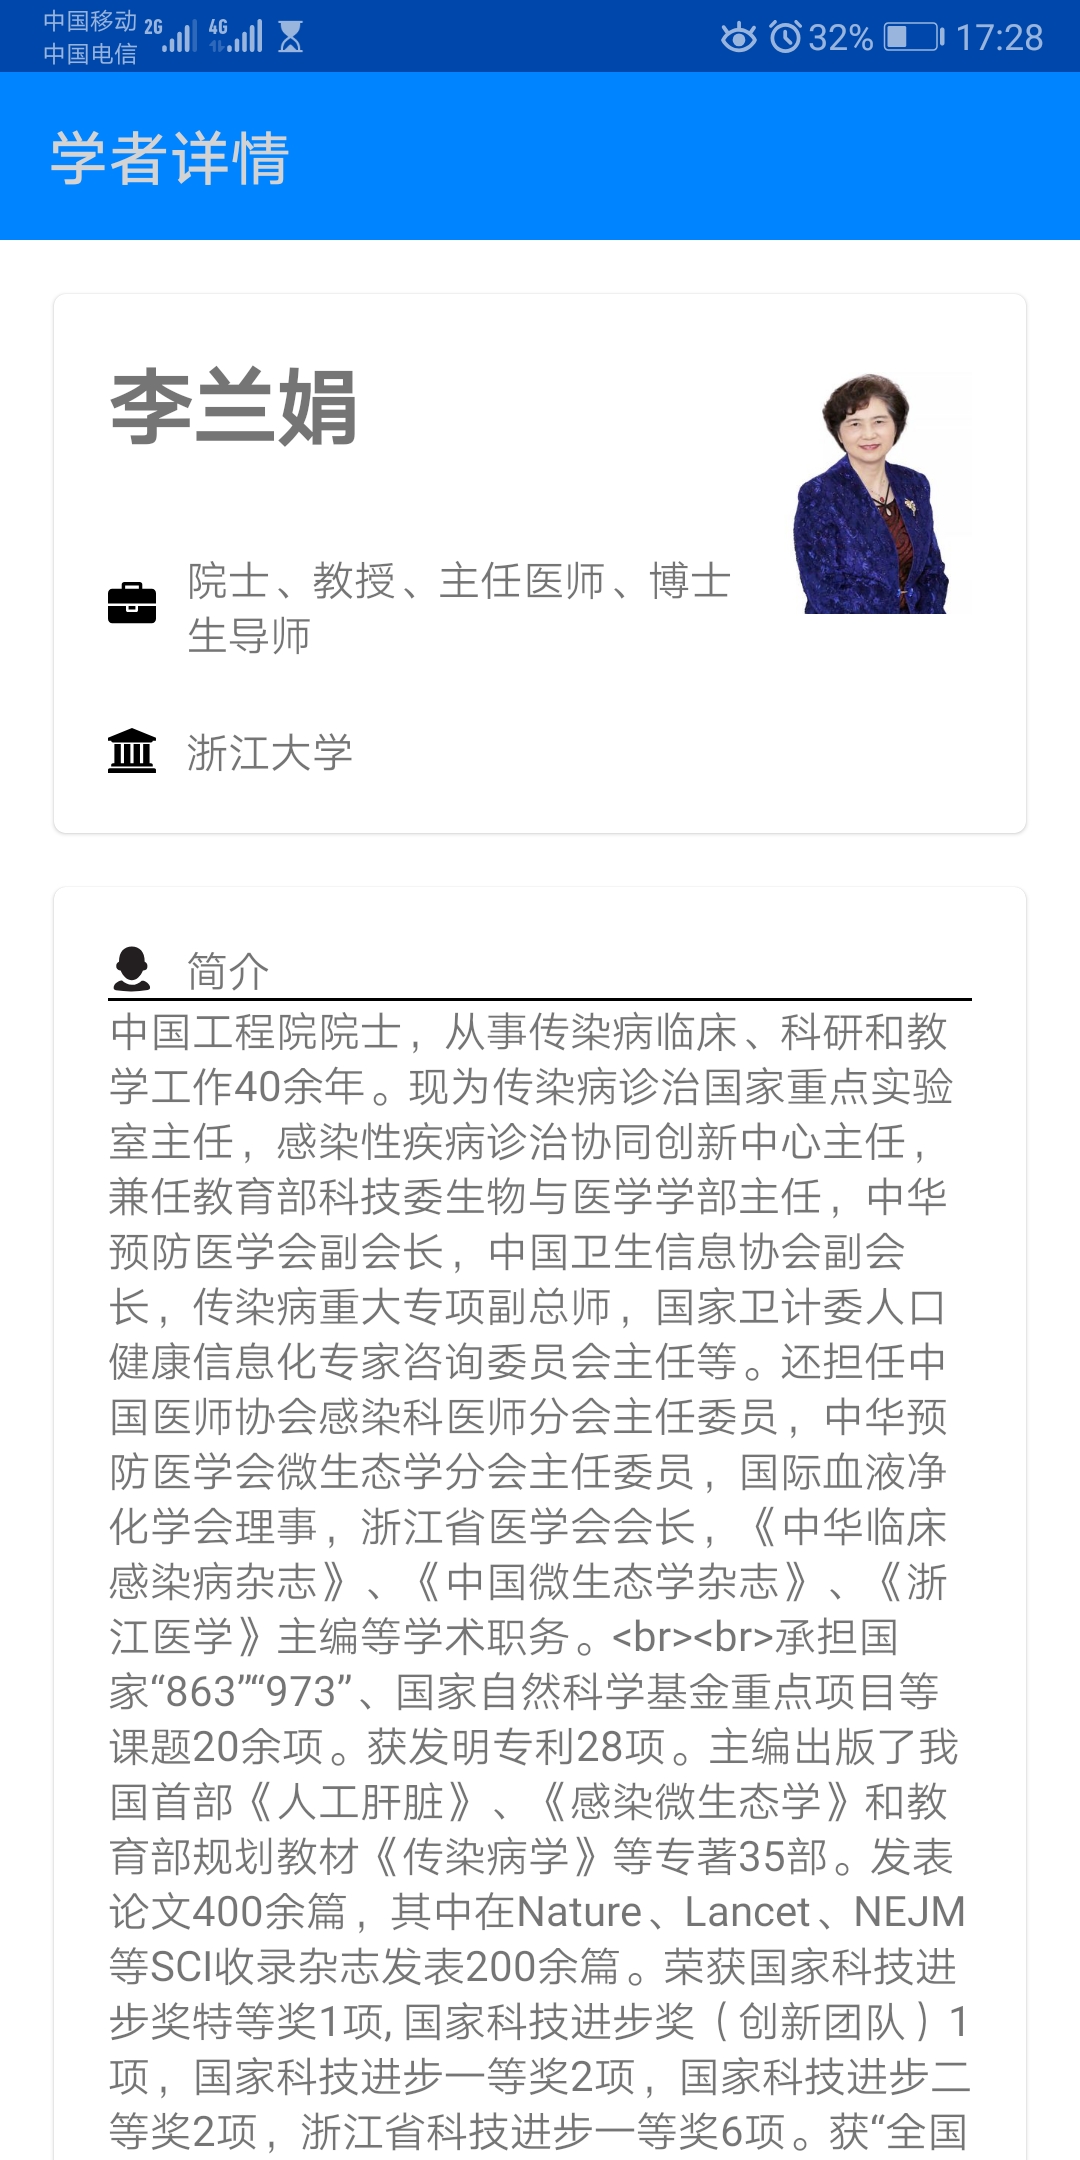 中国移动 2G 4G 32% 17:28
中国电信
学者详情
李兰娟
院士、教授、主任医师、博士
生导师
浙江大学
简介
中国工程院院士，从事传染病临床、科研和教
学工作40余年。现为传染病诊治国家重点实验
室主任，感染性疾病诊治协同创新中心主任，
兼任教育部科技委生物与医学学部主任，中华
预防医学会副会长，中国卫生信息协会副会
长，传染病重大专项副总师，国家卫计委人口
健康信息化专家咨询委员会主任等。还担任中
国医师协会感染科医师分会主任委员，中华预
防医学会微生态学分会主任委员，国际血液净
化学会理事，浙江省医学会会长，《中华临床
感染病杂志》、《中国微生态学杂志》、《浙
江医学》主编等学术职务。<br><br>承担国
家“863”“973”、国家自然科学基金重点项目等
课题20余项。获发明专利28项。主编出版了我
国首部《人工肝脏》、《感染微生态学》和教
育部规划教材《传染病学》等专著35部。发表
论文400余篇，其中在Nature、Lancet、NEJM
等SCI收录杂志发表200余篇。荣获国家科技进
步奖特等奖1项, 国家科技进步奖（创新团队）1
项，国家科技进步一等奖2项，国家科技进步二
等奖2项，浙江省科技进步一等奖6项。获“全国